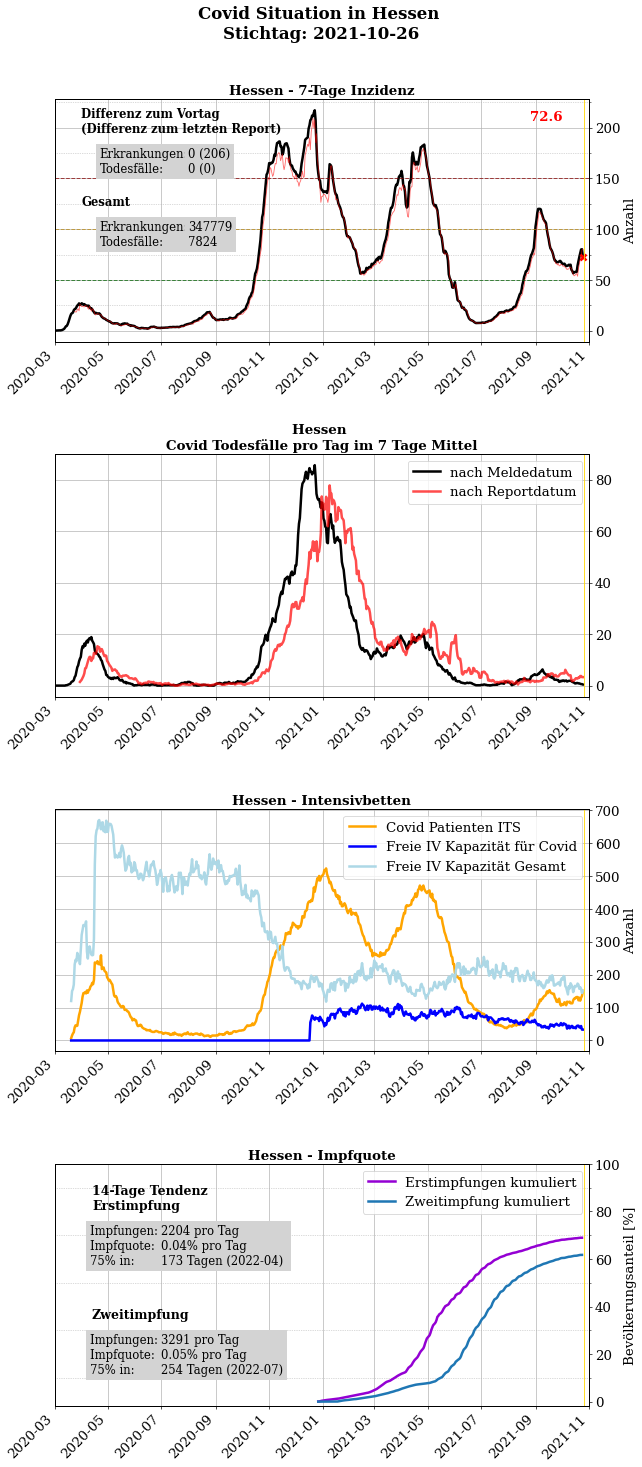 Covid Situation in Hessen
Stichtag: 2021-10-26
Hessen - 7-Tage Inzidenz
Differenz zum Vortag
(Differenz zum letzten Report)
Erkrankungen 0 (206)
Todesfälle: 0 (0)
Gesamt
Erkrankungen 347779
Todesfälle: 7824
72.6
200
150
100
50
0
Anzahl
2020-03
2020-05
2020-07
2020-09
2020-11
2021-01
2021-03
2021-05
2021-07
2021-09
2021-11
Hessen
Covid Todesfälle pro Tag im 7 Tage Mittel
nach Meldedatum
nach Reportdatum
80
60
40
20
0
2020-03
2020-05
2020-07
2020-09
2020-11
2021-01
2021-03
2021-05
2021-07
2021-09
2021-11
Hessen - Intensivbetten
Covid Patienten ITS
Freie IV Kapazität für Covid
Freie IV Kapazität Gesamt
700
600
500
400
300
200
100
0
Anzahl
2020-03
2020-05
2020-07
2020-09
2020-11
2021-01
2021-03
2021-05
2021-07
2021-09
2021-11
Hessen - Impfquote
14-Tage Tendenz
Erstimpfung
Impfungen: 2204 pro Tag
Impfquote: 0.04% pro Tag
75% in: 173 Tagen (2022-04)
Zweitimpfung
Impfungen: 3291 pro Tag
Impfquote: 0.05% pro Tag
75% in: 254 Tagen (2022-07)
Erstimpfungen kumuliert
Zweitimpfung kumuliert
100
80
60
40
20
0
Bevölkerungsanteil [%]
2020-03
2020-05
2020-07
2020-09
2020-11
2021-01
2021-03
2021-05
2021-07
2021-09
2021-11